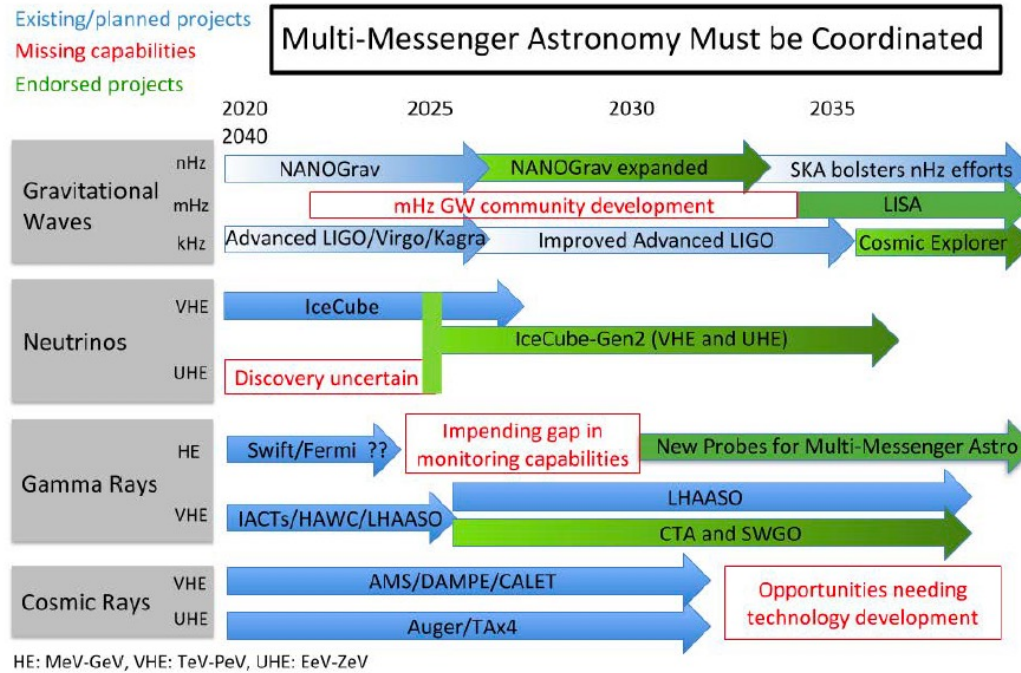 Existing/planned projects
Missing capabilities
Endorsed projects
Multi-Messenger Astronomy Must be Coordinated
2020 2025 2030 2035
2040
Gravitational
Waves
nHz
mHz
kHz
NANOGrav
NANOGrav expanded
SKA bolsters nHz efforts
mHz GW community development
LISA
Advanced LIGO/Virgo/Kagra
Improved Advanced LIGO
Cosmic Explorer
Neutrinos
VHE
UHE
IceCube
IceCube-Gen2 (VHE and UHE)
Discovery uncertain
Gamma Rays
HE
VHE
Swift/Fermi ??
Impending gap in
monitoring capabilities
New Probes for Multi-Messenger Astro
IACTs/HAWC/LHAASO
LHAASO
CTA and SWGO
Cosmic Rays
VHE
UHE
AMS/DAMPE/CALET
Auger/TAx4
Opportunities needing
technology development
HE: MeV-GeV, VHE: TeV-PeV, UHE: EeV-ZeV